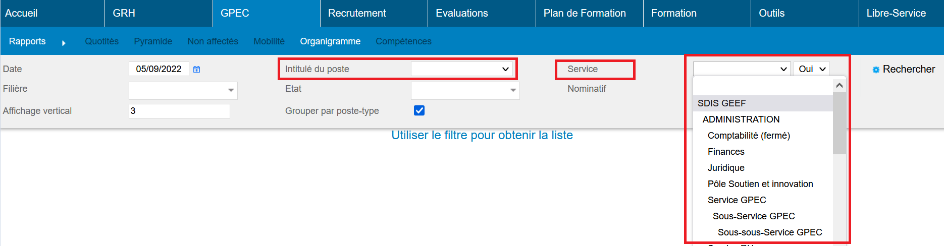 Accueil GRH GPEC Recrutement Evaluations Plan de Formation Formation Outils Libre-Service
Rapports Quotités Pyramide Non affectés Mobilité Organigramme Compétences
Date 05/09/2022 Intitulé du poste Service Oui Rechercher
Filière Etat Nominatif
Affichage vertical 3 Grouper par poste-type
Utiliser le filtre pour obtenir la liste
SDIS GEEF
ADMINISTRATION
Comptabilité (fermé)
Finances
Juridique
Pôle Soutien et innovation
Service GPEC
Sous-Service GPEC
Sous-sous-Service GPEC